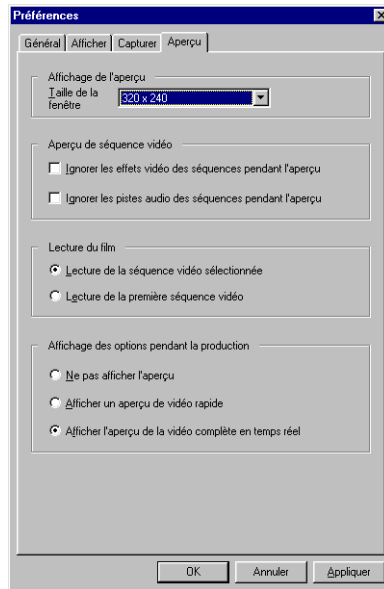 Préférences
Général Afficher Capturer Aperçu
Affichage de l'aperçu
Taille de la
fenêtre
320 x 240
Aperçu de séquence vidéo
Ignorer les effets vidéo des séquences pendant l'aperçu
Ignorer les pistes audio des séquences pendant l'aperçu
Lecture du film
Lecture de la séquence vidéo sélectionnée
Lecture de la première séquence vidéo
Affichage des options pendant la production
Ne pas afficher l'aperçu
Afficher un aperçu de vidéo rapide
Afficher l'aperçu de la vidéo complète en temps réel
OK Annuler Appliquer